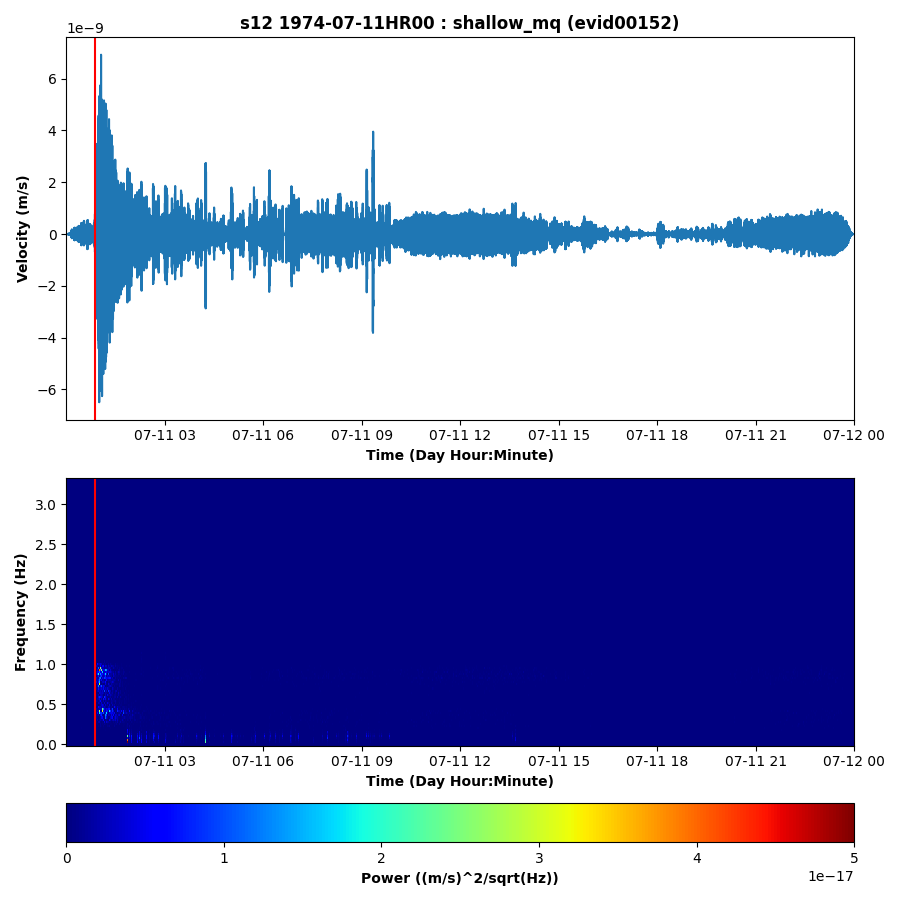 s12 1974-07-11HR00 : shallow_mq (evid00152)
1e−9
6
4
2
0
−2
−4
−6
Velocity (m/s)
07-11 03 07-11 06 07-11 09 07-11 12 07-11 15 07-11 18 07-11 21 07-12 00
Time (Day Hour:Minute)
3.0
2.5
2.0
1.5
1.0
0.5
0.0
Frequency (Hz)
07-11 03 07-11 06 07-11 09 07-11 12 07-11 15 07-11 18 07-11 21 07-12 00
Time (Day Hour:Minute)
0 1 2 3 4 5
1e−17
Power ((m/s)^2/sqrt(Hz))